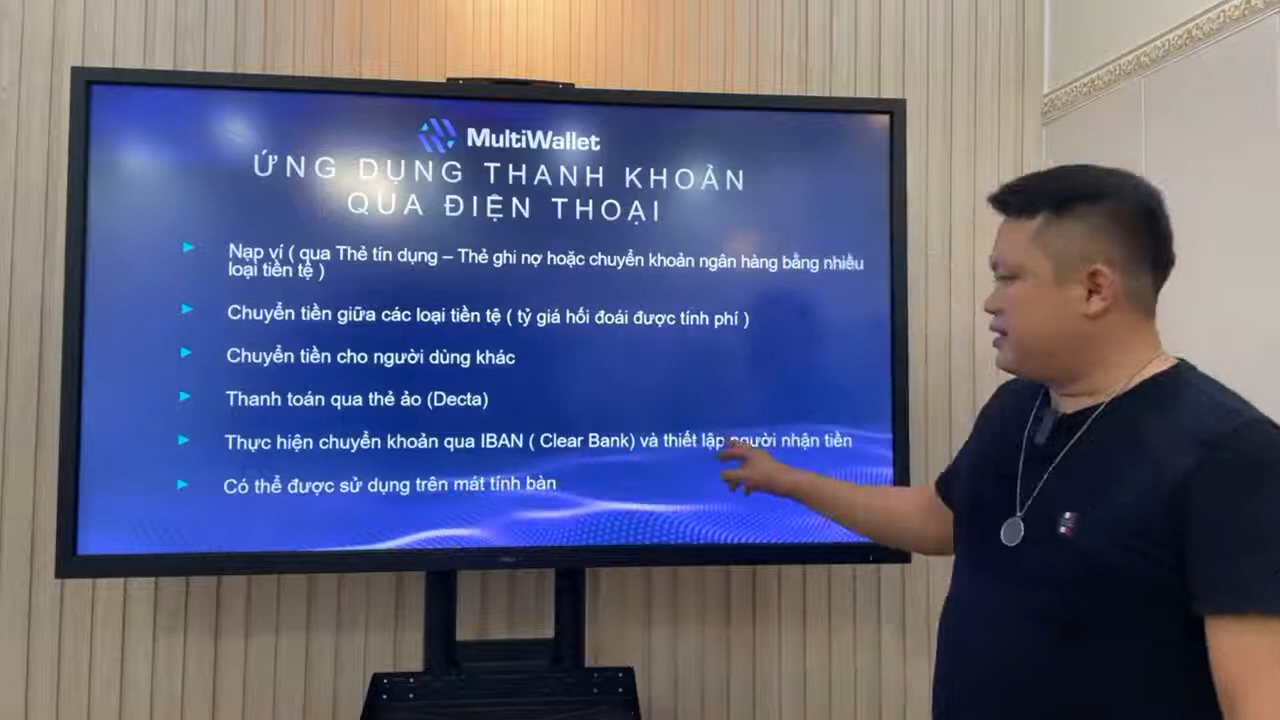 MultiWallet
ỨNG DỤNG THANH KHOẢN
QUA ĐIỆN THOẠI
Nạp ví ( qua Thẻ tín dụng – Thẻ ghi nợ hoặc chuyển khoản ngân hàng bằng nhiều
loại tiền tệ )
Chuyển tiền giữa các loại tiền tệ ( tỷ giá hối đoái được tính phí )
Chuyển tiền cho người dùng khác
Thanh toán qua thẻ ảo (Decta)
Thực hiện chuyển khoản qua IBAN ( Clear Bank) và thiết lập người nhận tiền
Có thể được sử dụng trên mát tính bàn